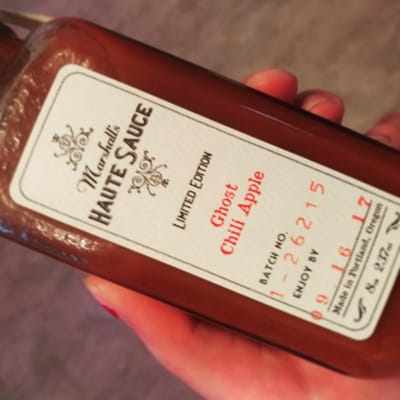 Marshall's
HAUTE SAUCE
LIMITED EDITION
Ghost
Chili Apple
BATCH NO.
1-26215
ENJOY BY
09 16 17
Made in Portland, Oregon